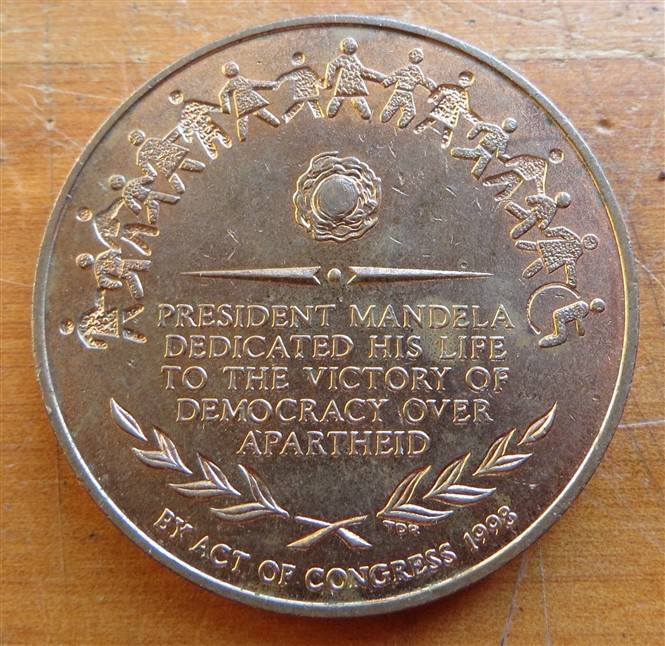 PRESIDENT MANDELA
DEDICATED HIS LIFE
TO THE VICTORY OF
DEMOCRACY OVER
APARTHEID
BY ACT OF CONGRESS 1998